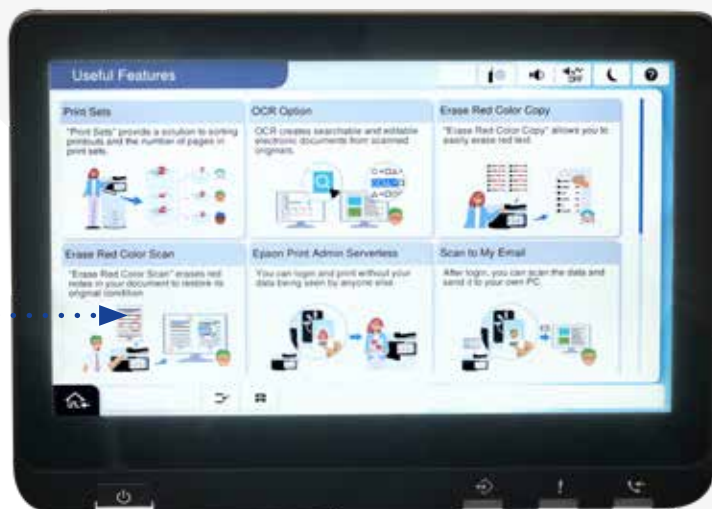 Useful Features
OFF
Print Sets
"Print Sets" provide a solution to sorting
printouts and the number of pages in
print sets.
OCR Option
OCR creates searchable and editable
electronic documents from scanned
originals.
Erase Red Color Copy
"Erase Red Color Copy" allows you to
easily erase red text.
Erase Red Color Scan
"Erase Red Color Scan" erases red
notes in your document to restore its
original condition
Epson Print Admin Serverless
You can login and print without your
data being seen by anyone else.
Scan to My Email
After login, you can scan the data and
send it to your own PC.